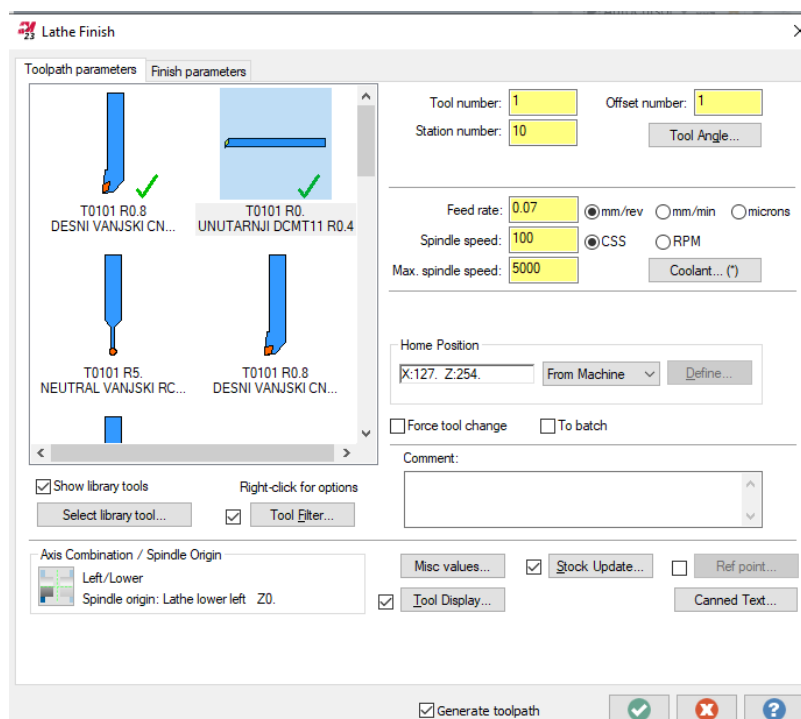 23 Lathe Finish
Toolpath parameters
Finish parameters
T0101 R0.8
DESNI VANJSKI CN...
T0101 R0.
UNUTARNJI DCMT11 R0.4
T0101 R5.
NEUTRAL VANJSKI RC...
T0101 R0.8
DESNI VANJSKI CN...
Show library tools
Right-click for options
Select library tool...
Tool Filter...
Tool number: 1
Offset number: 1
Station number: 10
Tool Angle...
Feed rate: 0.07 mm/rev mm/min microns
Spindle speed: 100 CSS RPM
Max. spindle speed: 5000
Coolant... (*)
Home Position
X:127. Z:254.
From Machine
Define...
Force tool change
To batch
Comment:
Axis Combination / Spindle Origin
Left/Lower
Spindle origin: Lathe lower left Z0.
Misc values...
Stock Update...
Ref point...
Tool Display...
Canned Text...
Generate toolpath
?